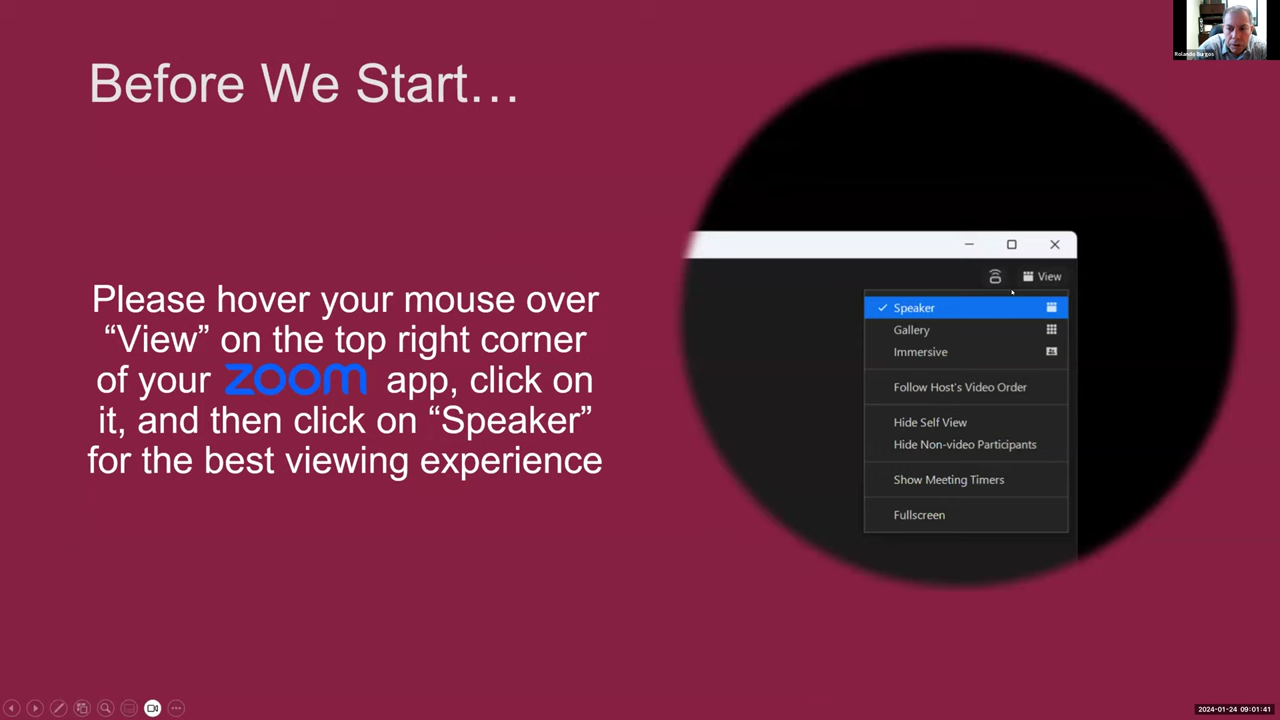 Before We Start…
Rolando Burgos
Please hover your mouse over
“View” on the top right corner
of your zoom app, click on
it, and then click on “Speaker”
for the best viewing experience
View
Speaker
Gallery
Immersive
Follow Host's Video Order
Hide Self View
Hide Non-video Participants
Show Meeting Timers
Fullscreen
2024-01-24 09:01:41